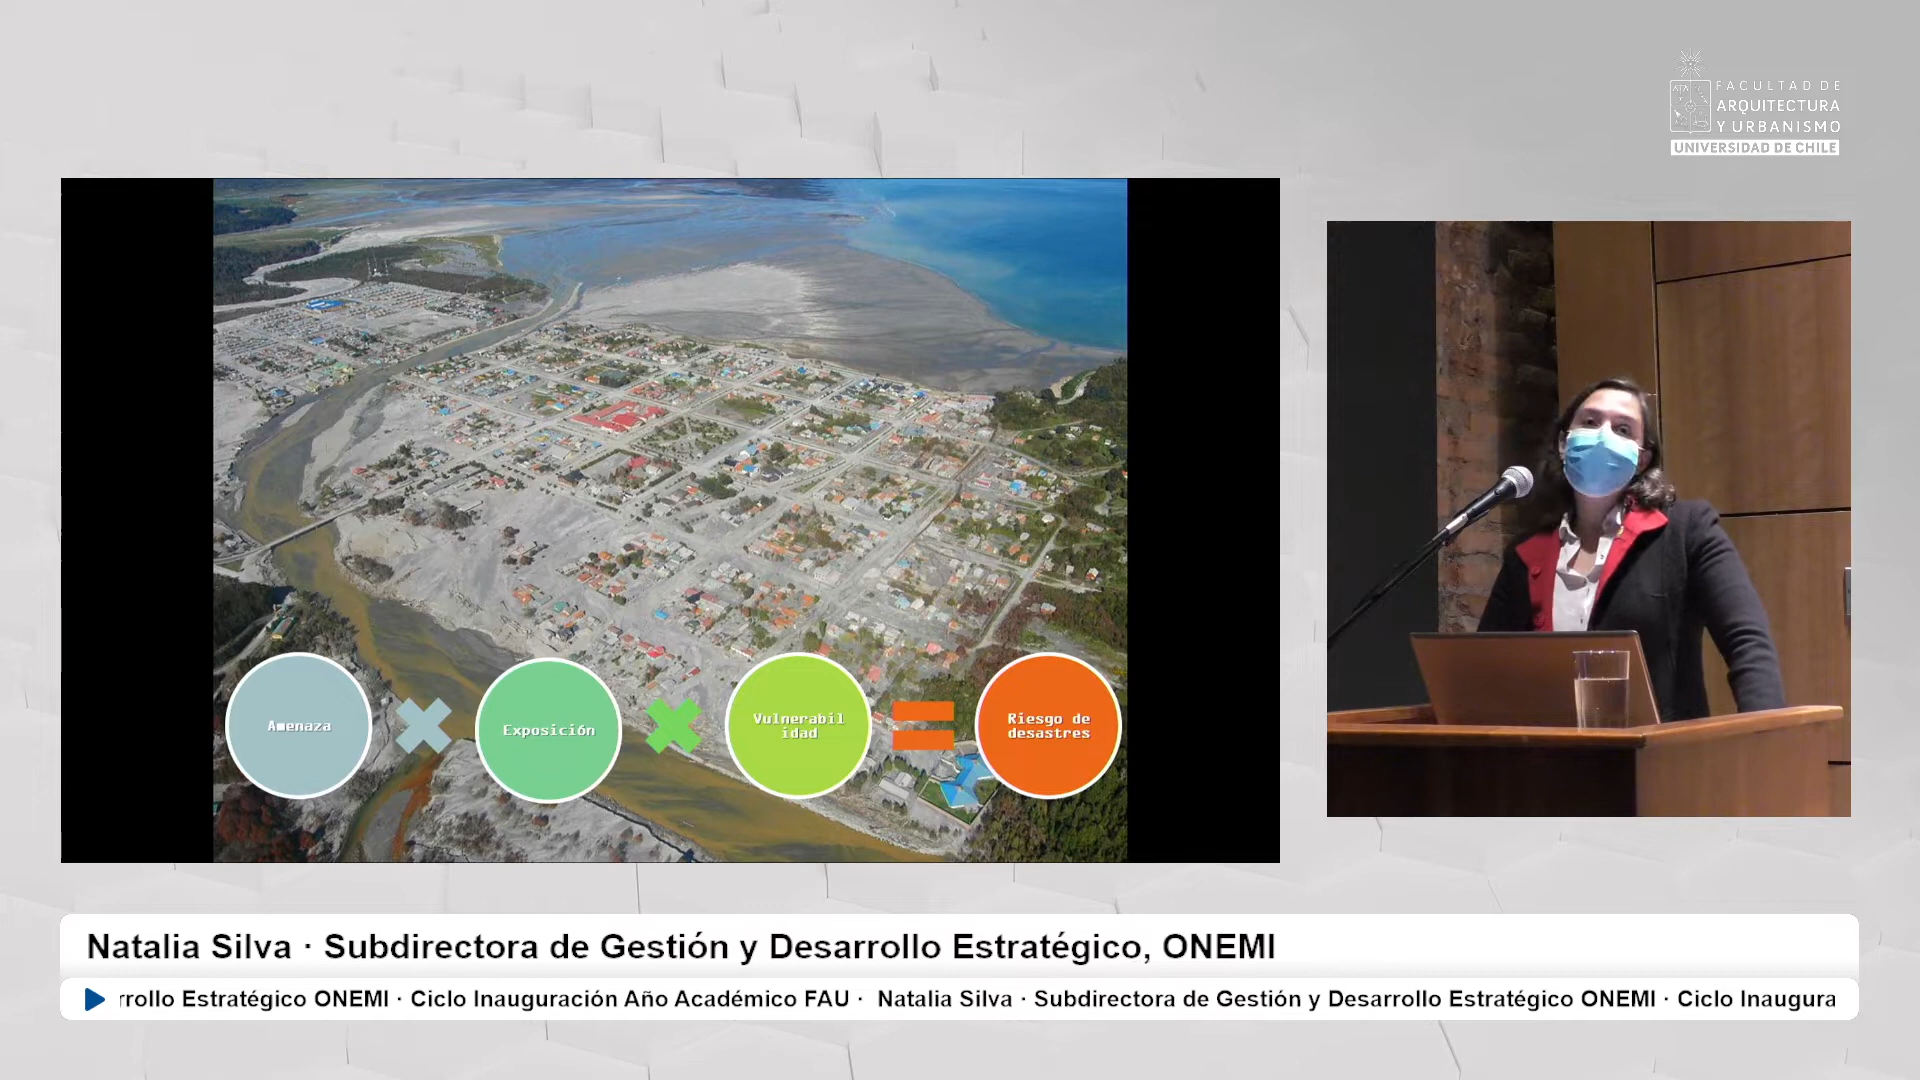 FACULTAD DE
ARQUITECTURA
Y URBANISMO
UNIVERSIDAD DE CHILE
Amenaza
Exposición
Vulnerabil
idad
Riesgo de
desastres
Natalia Silva · Subdirectora de Gestión y Desarrollo Estratégico, ONEMI
rrollo Estratégico ONEMI · Ciclo Inauguración Año Académico FAU · Natalia Silva · Subdirectora de Gestión y Desarrollo Estratégico ONEMI · Ciclo Inaugura